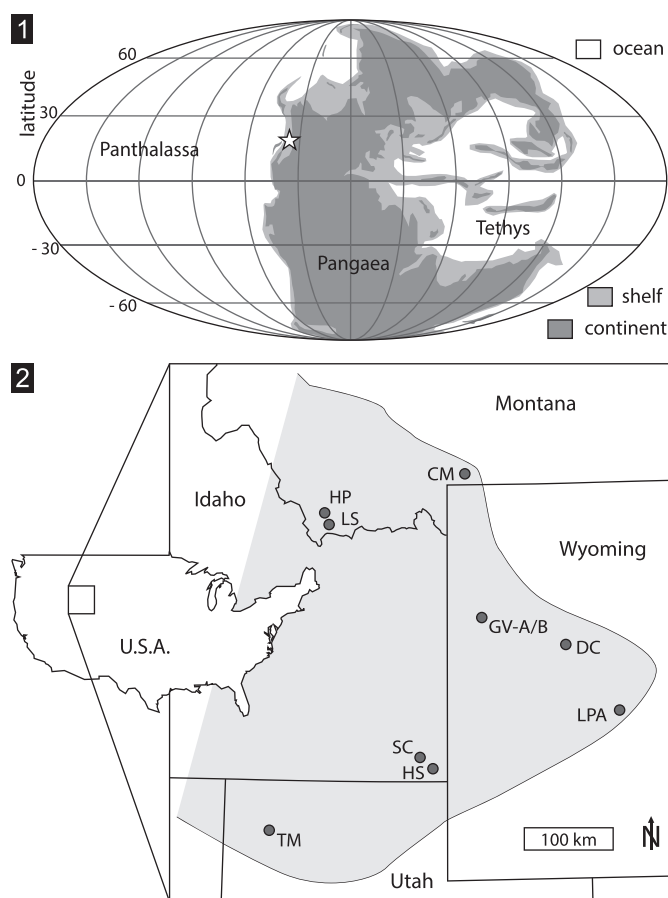 1
60
ocean
latitude
30
Panthalassa
0
Tethys
- 30
Pangaea
shelf
- 60
continent
2
Montana
CM
HP
Idaho
LS
Wyoming
GV-A/B
U.S.A.
DC
LPA
SC
HS
100 km
N
TM
Utah